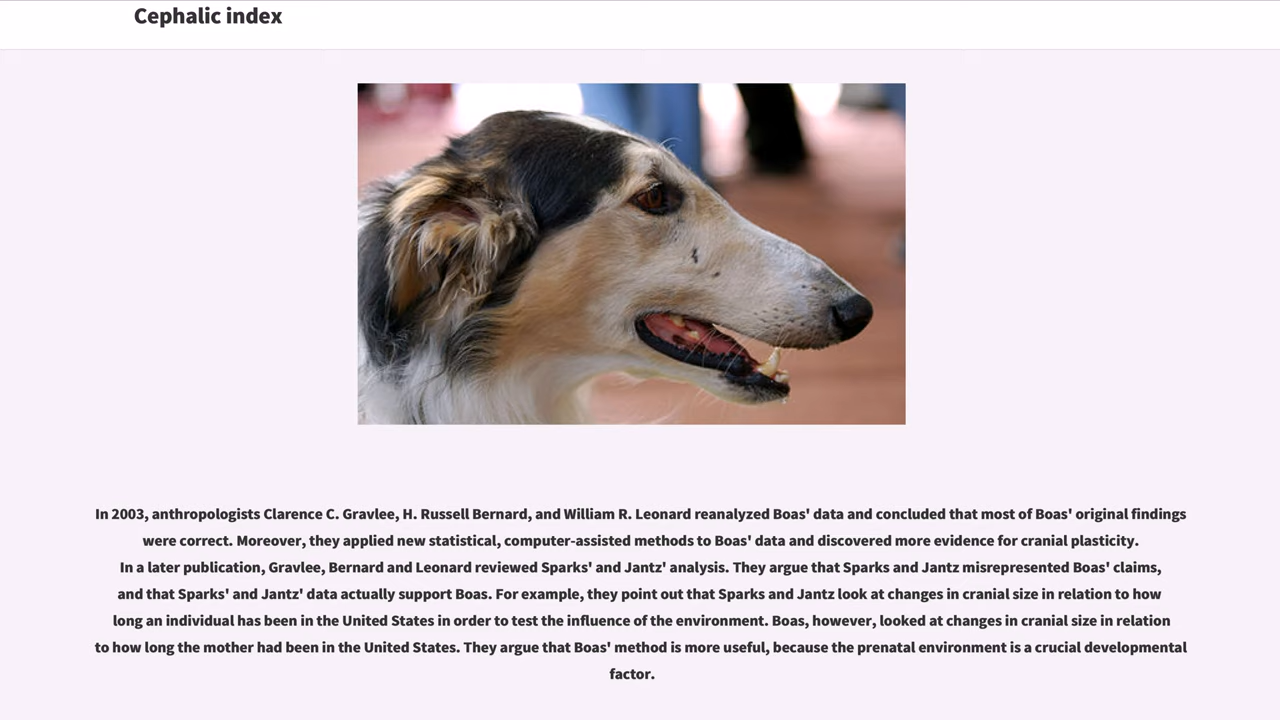 Cephalic index
In 2003, anthropologists Clarence C. Gravlee, H. Russell Bernard, and William R. Leonard reanalyzed Boas' data and concluded that most of Boas' original findings
were correct. Moreover, they applied new statistical, computer-assisted methods to Boas' data and discovered more evidence for cranial plasticity.
In a later publication, Gravlee, Bernard and Leonard reviewed Sparks' and Jantz' analysis. They argue that Sparks and Jantz misrepresented Boas' claims,
and that Sparks' and Jantz' data actually support Boas. For example, they point out that Sparks and Jantz look at changes in cranial size in relation to how
long an individual has been in the United States in order to test the influence of the environment. Boas, however, looked at changes in cranial size in relation
to how long the mother had been in the United States. They argue that Boas' method is more useful, because the prenatal environment is a crucial developmental
factor.